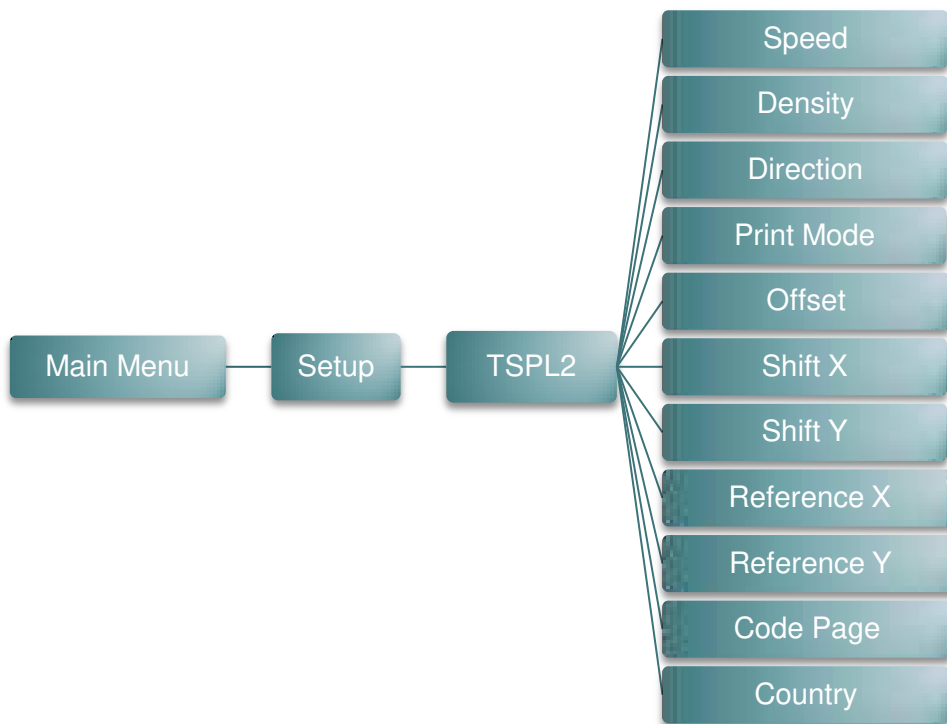 Main Menu
Setup
TSPL2
Speed
Density
Direction
Print Mode
Offset
Shift X
Shift Y
Reference X
Reference Y
Code Page
Country